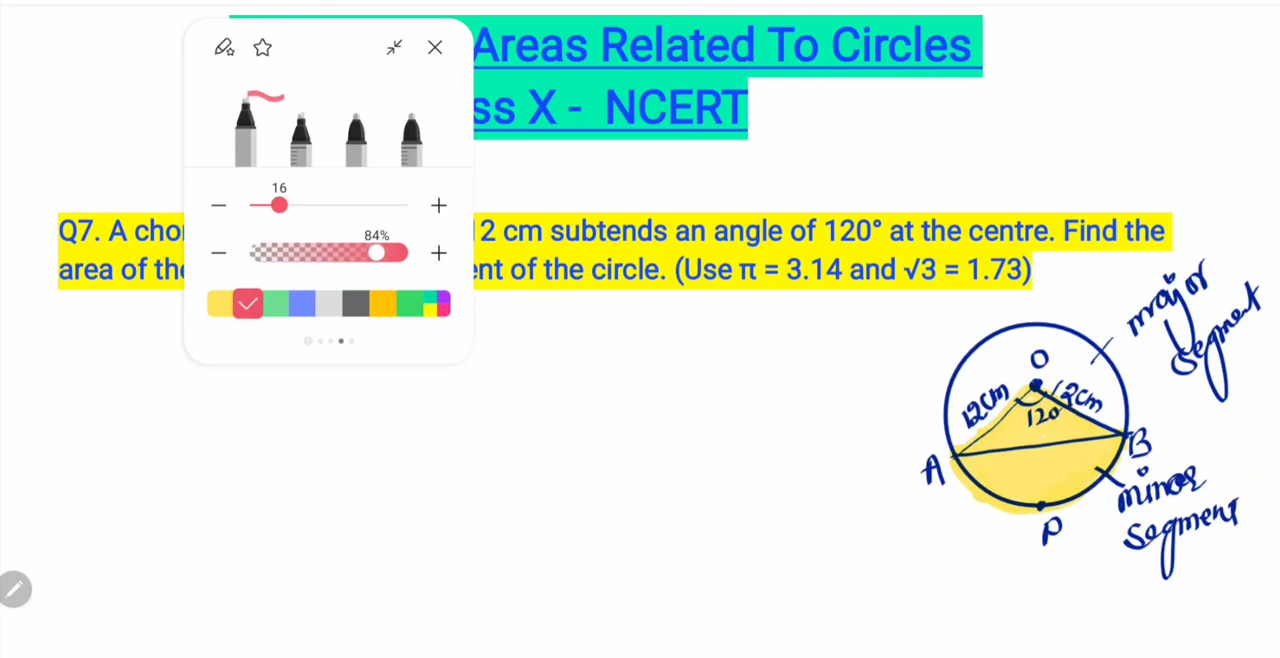 Areas Related To Circles
ss X - NCERT
16
84%
Q7. A chor 2 cm subtends an angle of 120° at the centre. Find the
area of the nt of the circle. (Use π = 3.14 and √3 = 1.73)
major
segment
O
12cm
12cm
120
A
B
minor
segment
P